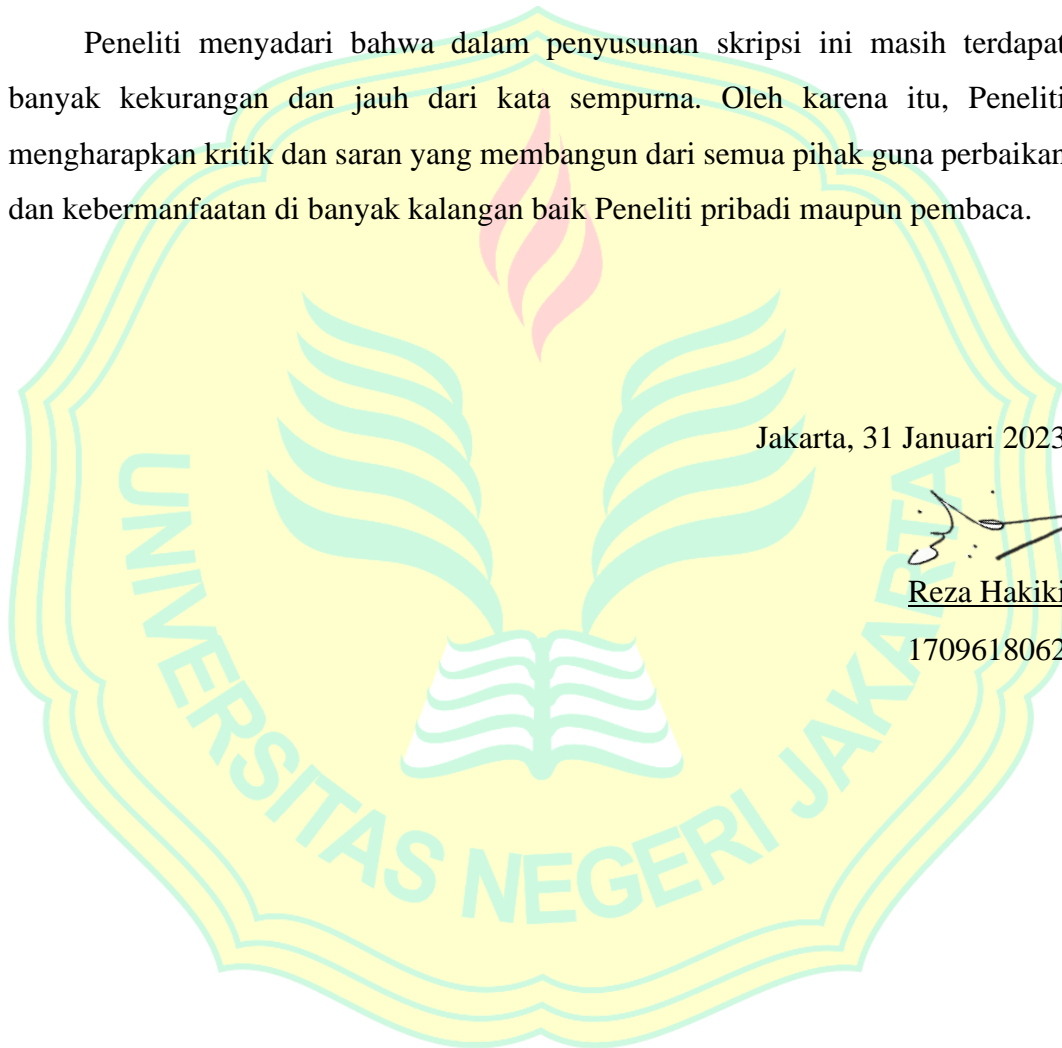 Peneliti menyadari bahwa dalam penyusunan skripsi ini masih terdapat
banyak kekurangan dan jauh dari kata sempurna. Oleh karena itu, Peneliti
mengharapkan kritik dan saran yang membangun dari semua pihak guna perbaikan
dan kebermanfaatan di banyak kalangan baik Peneliti pribadi maupun pembaca.
Jakarta, 31 Januari 2023
Reza Hakiki
1709618062
UNIVERSITAS NEGERI JAKARTA